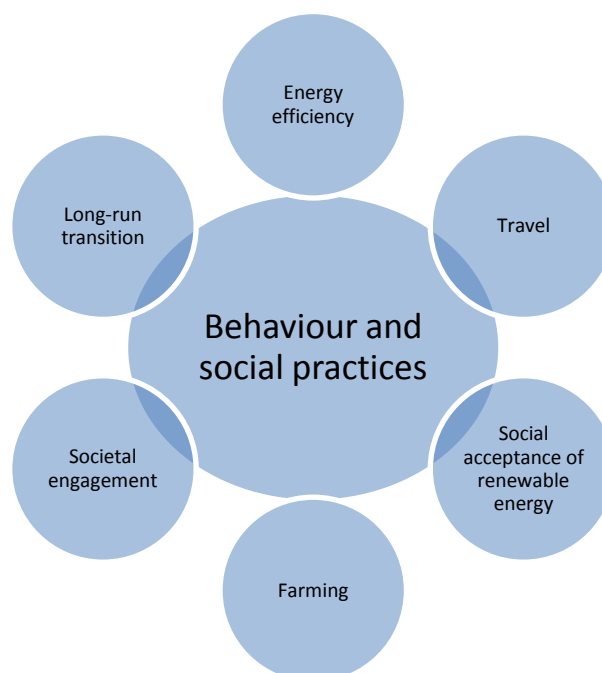 Energy
efficiency
Long-run
transition
Travel
Behaviour and
social practices
Societal
engagement
Social
acceptance of
renewable
energy
Farming